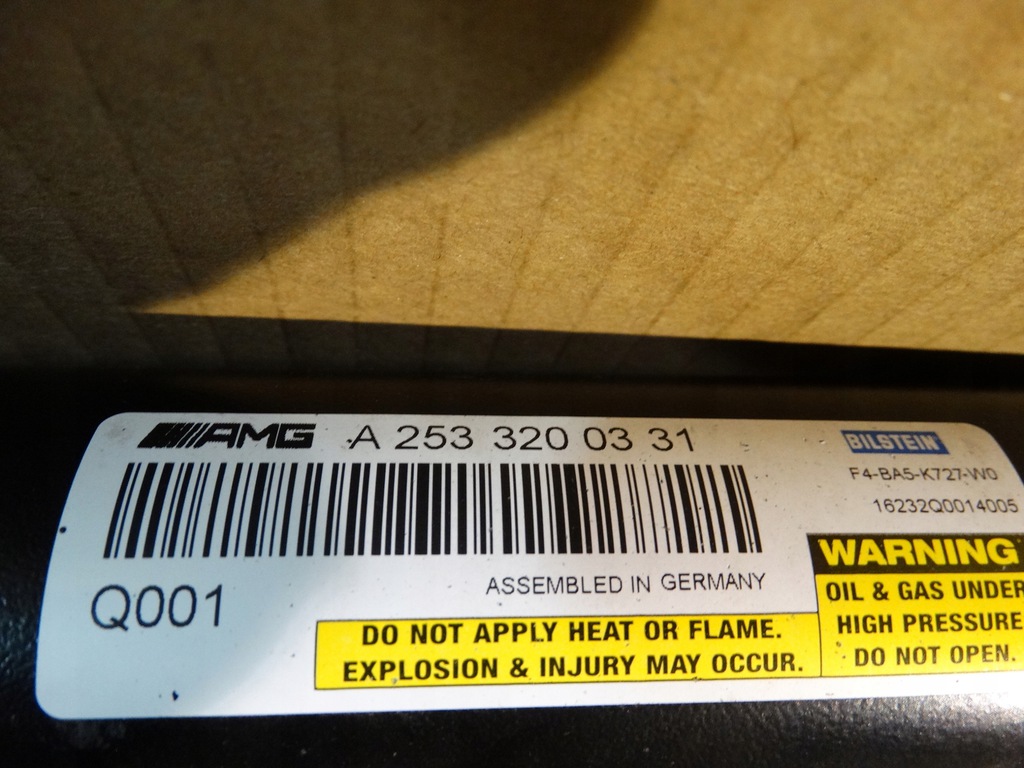 AMG A 253 320 03 31
BILSTEIN
F4-BA5-K727-W0
16232Q0014005
Q001
ASSEMBLED IN GERMANY
DO NOT APPLY HEAT OR FLAME.
EXPLOSION & INJURY MAY OCCUR.
WARNING
OIL & GAS UNDER
HIGH PRESSURE
DO NOT OPEN.